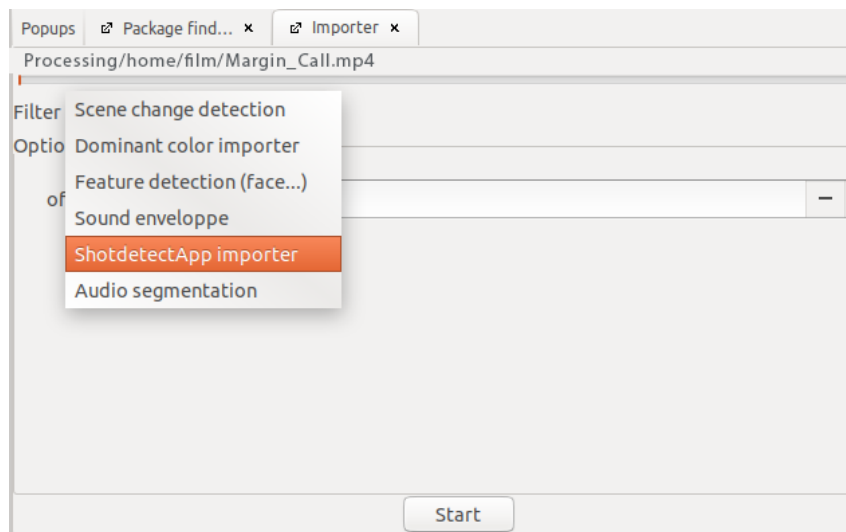 Popups Package find... × Importer ×
Processing/home/film/Margin_Call.mp4
Filter
Optio
of
Scene change detection
Dominant color importer
Feature detection (face...)
Sound enveloppe
ShotdetectApp importer
Audio segmentation
Start